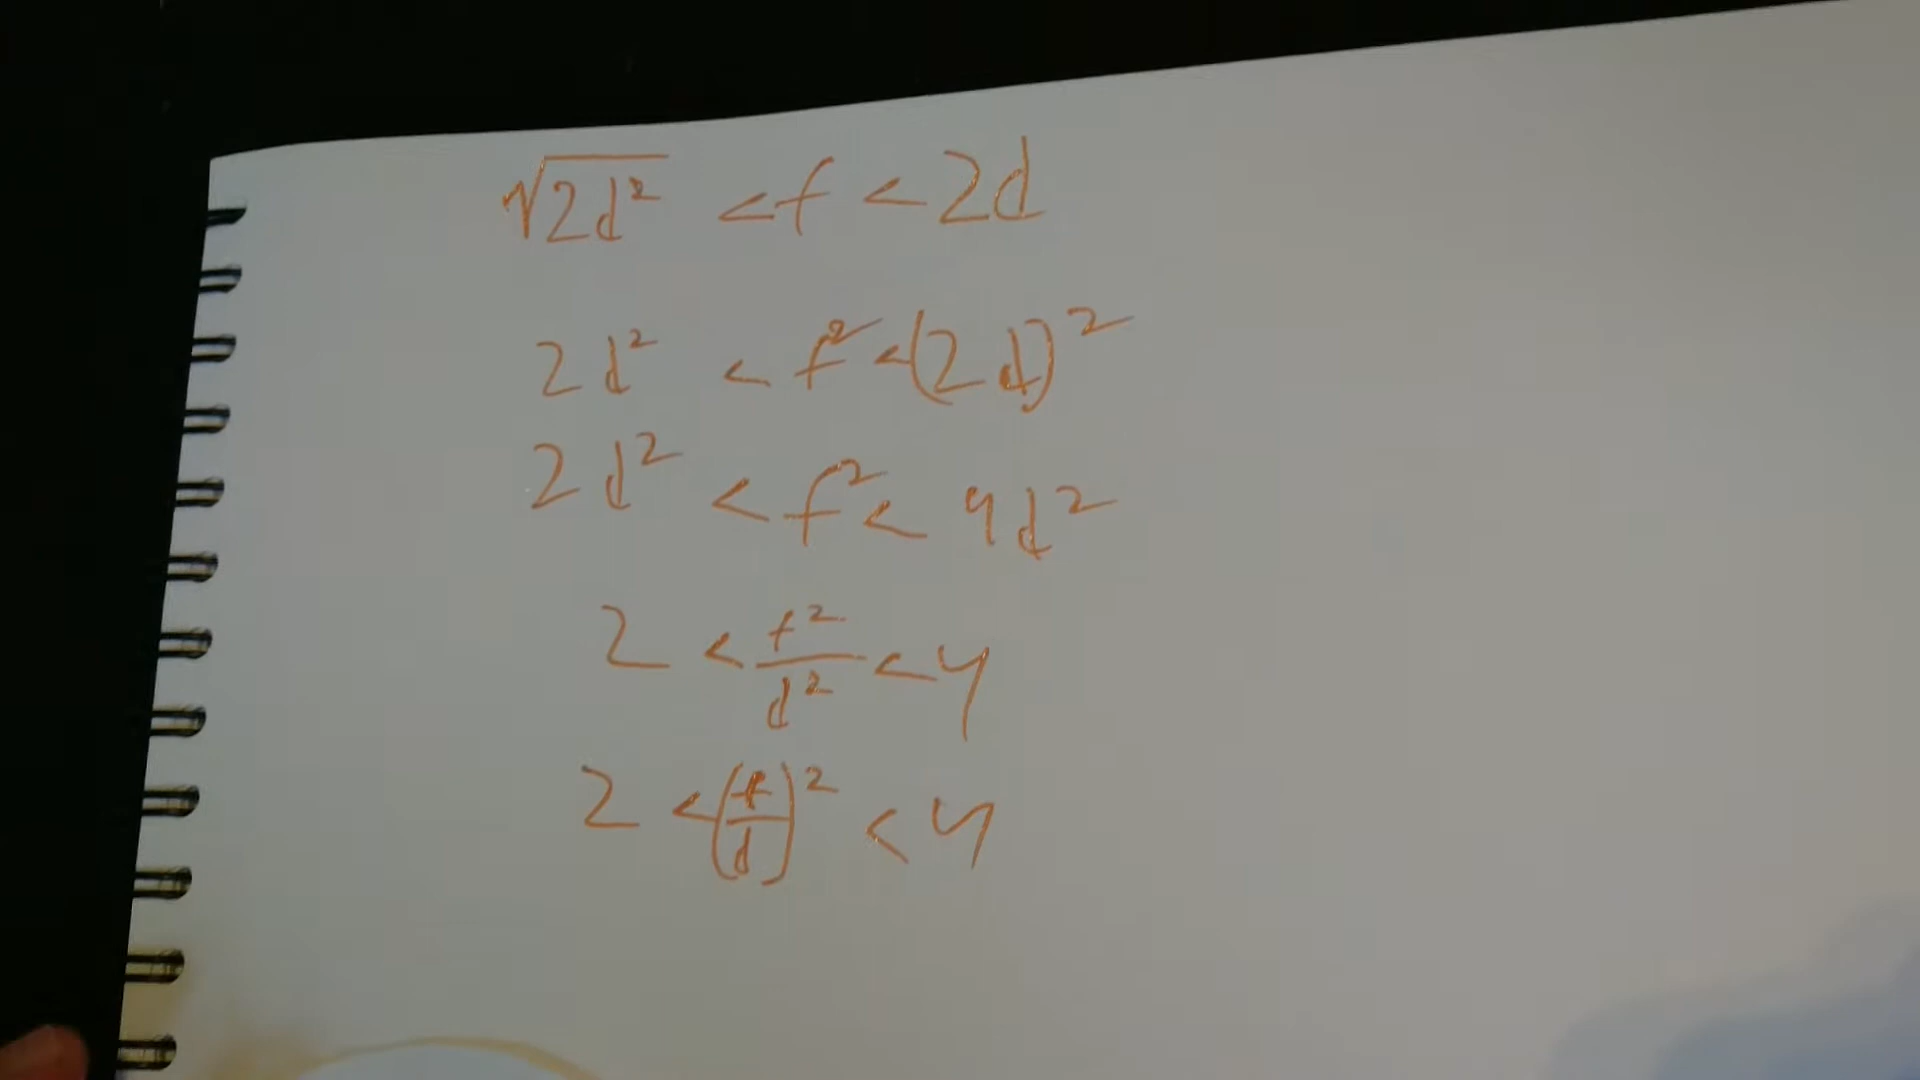 √2d² < f < 2d
2d² < f² < (2d)²
2d² < f² < 4d²
2 < f²/d² < 4
2 < (f/d)² < 4